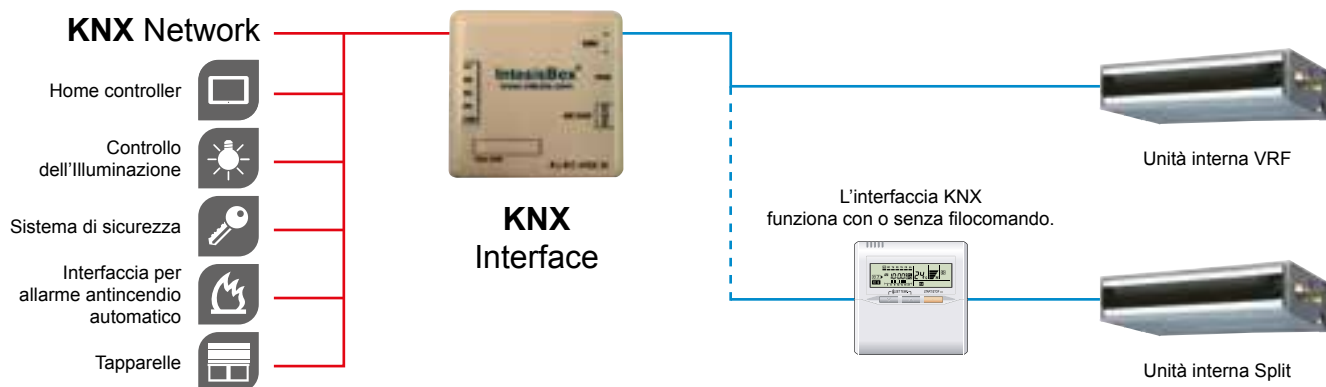 KNX Network
Home controller
Controllo
dell'Illuminazione
Sistema di sicurezza
Interfaccia per
allarme antincendio
automatico
Tapparelle
IntesisBox®
KNX
Interface
L'interfaccia KNX
funziona con o senza filocomando.
Unità interna VRF
Unità interna Split